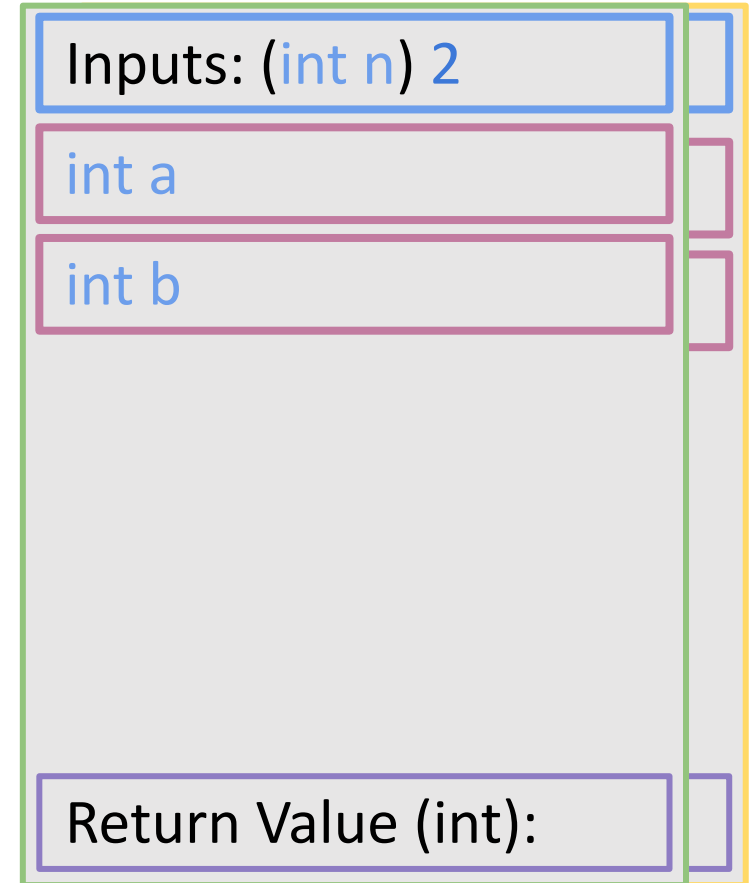 Inputs: (int n) 2
int a
int b
Return Value (int):